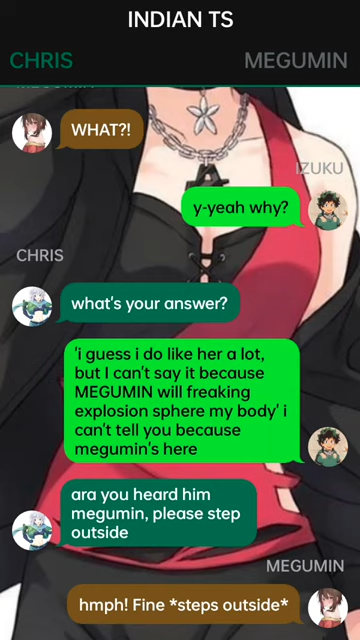 INDIAN TS
CHRIS
MEGUMIN
WHAT?!
IZUKU
y-yeah why?
CHRIS
what's your answer?
'i guess i do like her a lot,
but I can't say it because
MEGUMIN will freaking
explosion sphere my body' i
can't tell you because
megumin's here
ara you heard him
megumin, please step
outside
MEGUMIN
hmph! Fine *steps outside*